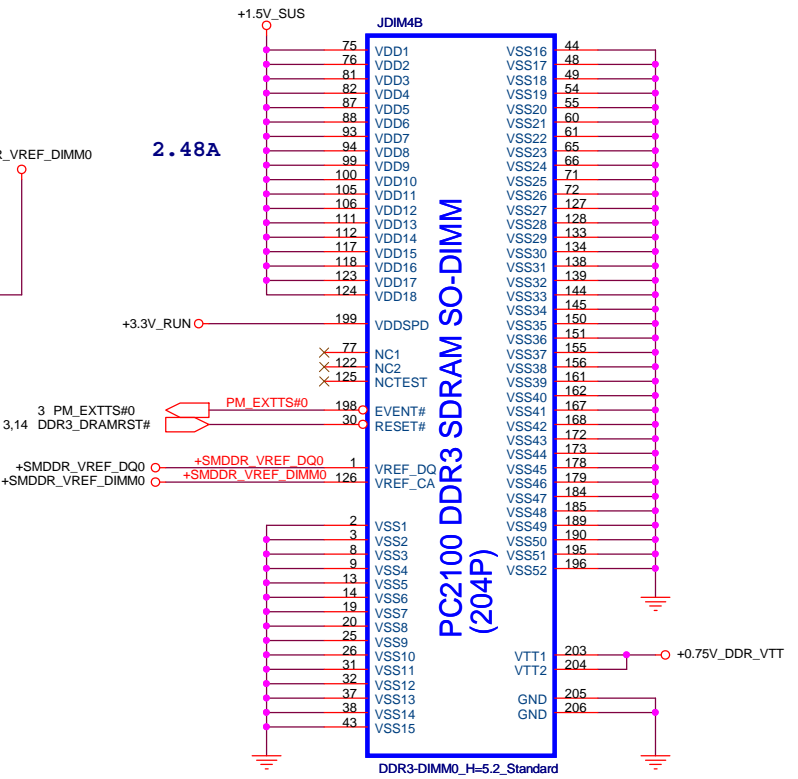 +1.5V_SUS
JDIM4B
R_VREF_DIMM0
2.48A
75 VDD1 VSS16 44
76 VDD2 VSS17 48
81 VDD3 VSS18 49
82 VDD4 VSS19 54
87 VDD5 VSS20 55
88 VDD6 VSS21 60
93 VDD7 VSS22 61
94 VDD8 VSS23 65
99 VDD9 VSS24 66
100 VDD10 VSS25 71
105 VDD11 VSS26 72
106 VDD12 VSS27 127
111 VDD13 VSS28 128
112 VDD14 VSS29 133
117 VDD15 VSS30 134
118 VDD16 VSS31 138
123 VDD17 VSS32 139
124 VDD18 VSS33 144
VSS34 145
+3.3V_RUN 199 VDDSPD VSS35 150
VSS36 151
77 NC1 VSS37 155
122 NC2 VSS38 156
125 NCTEST VSS39 161
VSS40 162
3 PM_EXTTS#0 PM_EXTTS#0 198 EVENT# VSS41 167
3,14 DDR3_DRAMRST# 30 RESET# VSS42 168
VSS43 172
VSS44 173
+SMDDR_VREF_DQ0 +SMDDR_VREF_DQ0 1 VREF_DQ VSS45 178
+SMDDR_VREF_DIMM0 +SMDDR_VREF_DIMM0 126 VREF_CA VSS46 179
VSS47 184
VSS48 185
2 VSS1 VSS49 189
3 VSS2 VSS50 190
8 VSS3 VSS51 195
9 VSS4 VSS52 196
13 VSS5
14 VSS6
19 VSS7
20 VSS8
25 VSS9
26 VSS10 VTT1 203 +0.75V_DDR_VTT
31 VSS11 VTT2 204
32 VSS12
37 VSS13 GND 205
38 VSS14 GND 206
43 VSS15
PC2100 DDR3 SDRAM SO-DIMM
(204P)
DDR3-DIMM0_H=5.2_Standard